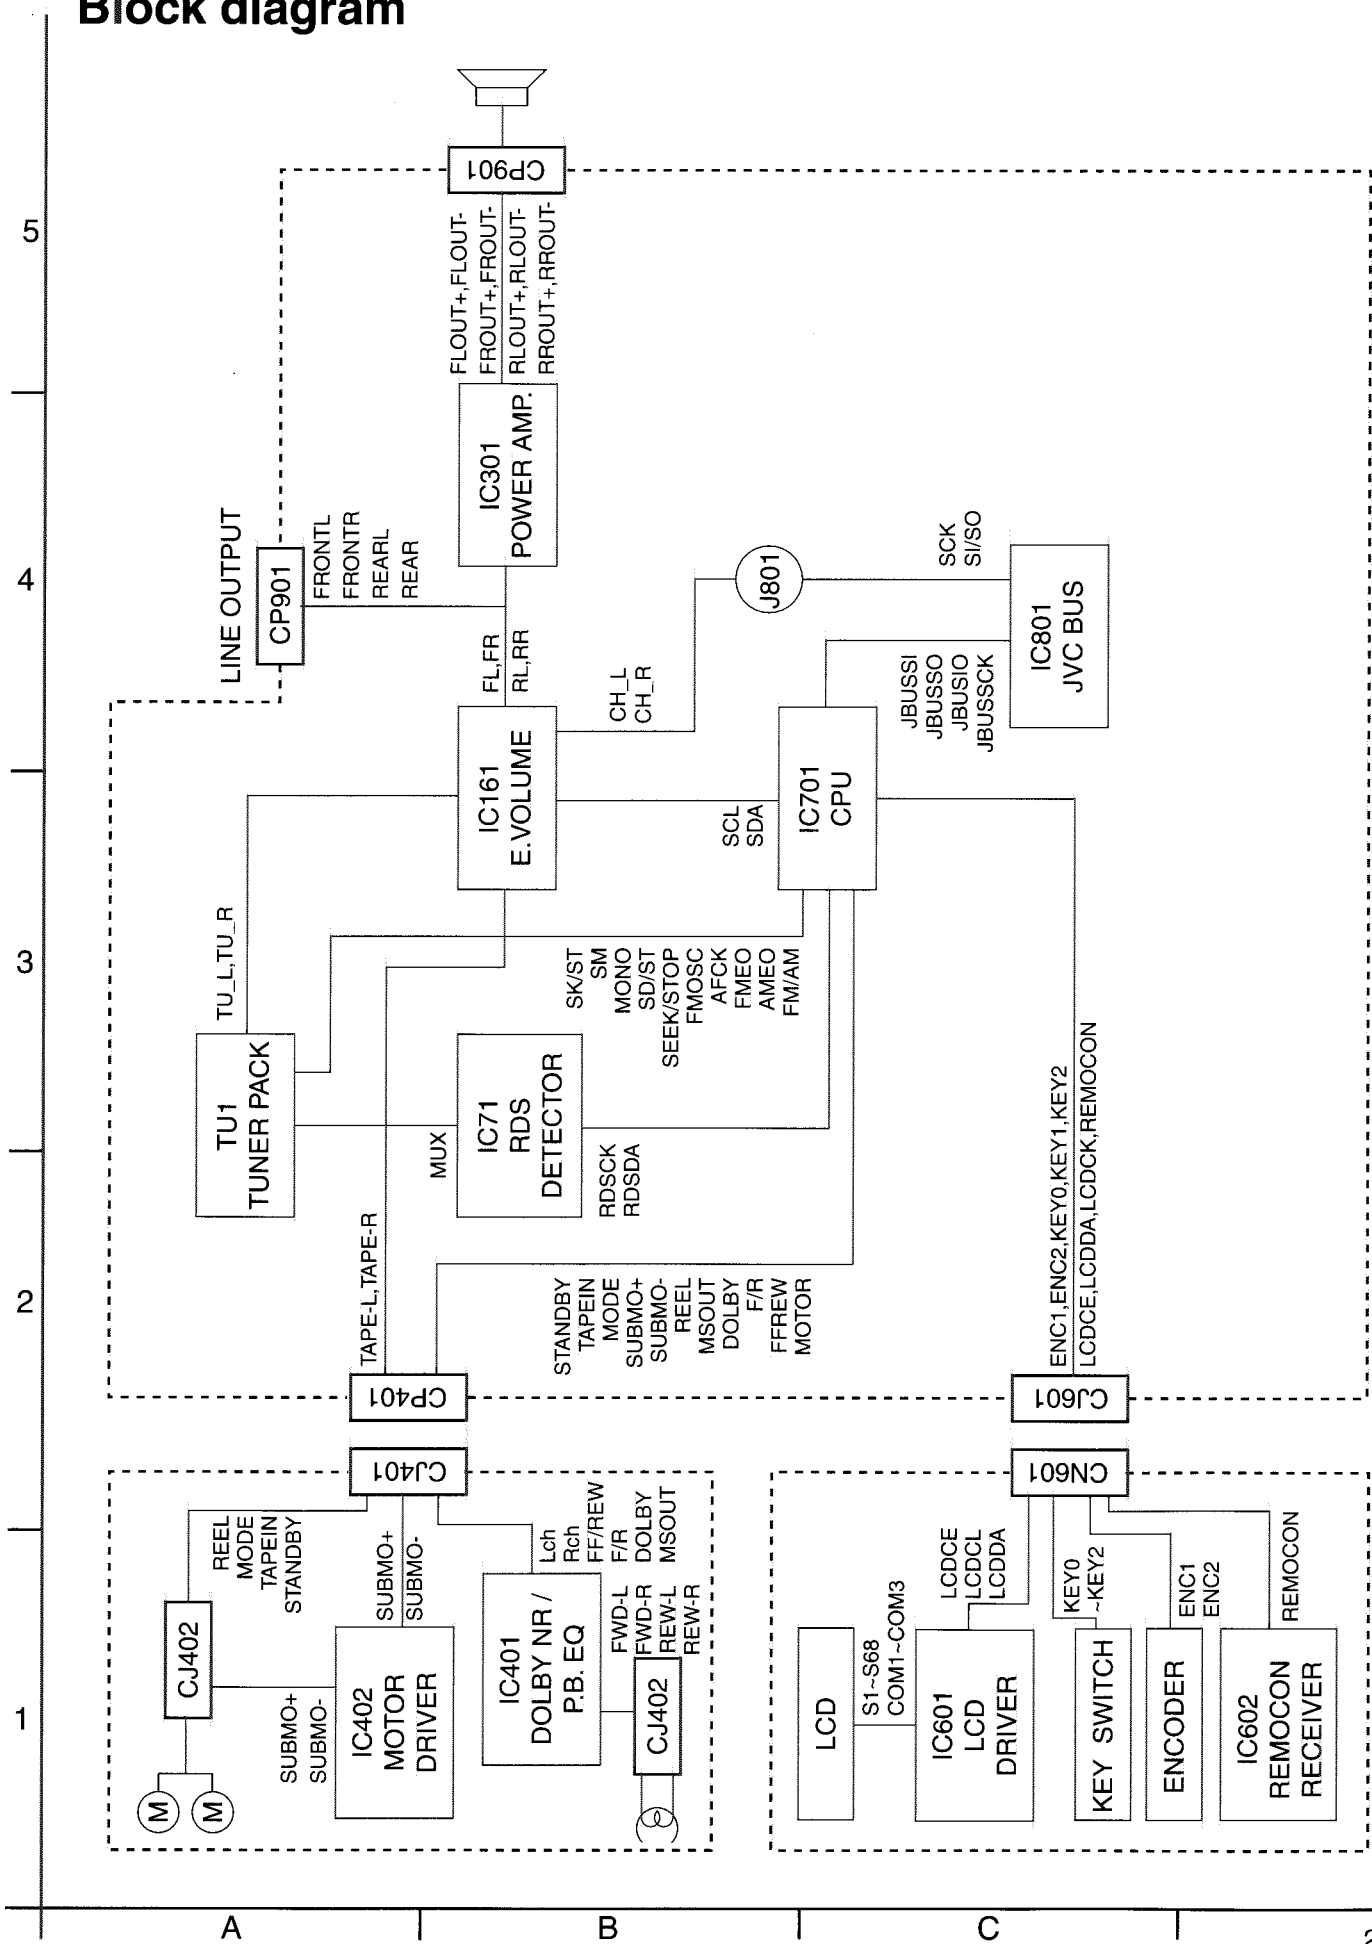 Block diagram
5
4
3
2
1
A
B
C
CP901
FLOUT+,FLOUT-
FROUT+,FROUT-
RLOUT+,RLOUT-
RROUT+,RROUT-
IC301
POWER AMP.
LINE OUTPUT
CP901
FRONTL
FRONTR
REARL
REAR
FL,FR
RL,RR
CH_L
CH_R
J801
SCK
SI/SO
IC801
JVC BUS
JBUSSI
JBUSSO
JBUSIO
JBUSSCK
IC161
E.VOLUME
SCL
SDA
IC701
CPU
TU_L,TU_R
TU1
TUNER PACK
SK/ST
SM
MONO
SD/ST
SEEK/STOP
FMOSC
AFCK
FMEO
AMEO
FM/AM
MUX
IC71
RDS
DETECTOR
RDSCK
RDSDA
TAPE-L,TAPE-R
STANDBY
TAPEIN
MODE
SUBMO+
SUBMO-
REEL
MSOUT
DOLBY
F/R
FFREW
MOTOR
ENC1,ENC2,KEY0,KEY1,KEY2
LCDCE,LCDDA,LCDCK,REMOCON
CP401
CJ601
CJ401
CN601
REEL
MODE
TAPEIN
STANDBY
SUBMO+
SUBMO-
Lch
Rch
FF/REW
F/R
DOLBY
MSOUT
CJ402
M
M
SUBMO+
SUBMO-
IC402
MOTOR
DRIVER
IC401
DOLBY NR /
P.B. EQ
FWD-L
FWD-R
REW-L
REW-R
CJ402
LCD
S1~S68
COM1~COM3
IC601
LCD
DRIVER
LCDCE
LCDCL
LCDDA
KEY0
~KEY2
KEY SWITCH
ENC1
ENC2
ENCODER
REMOCON
IC602
REMOCON
RECEIVER